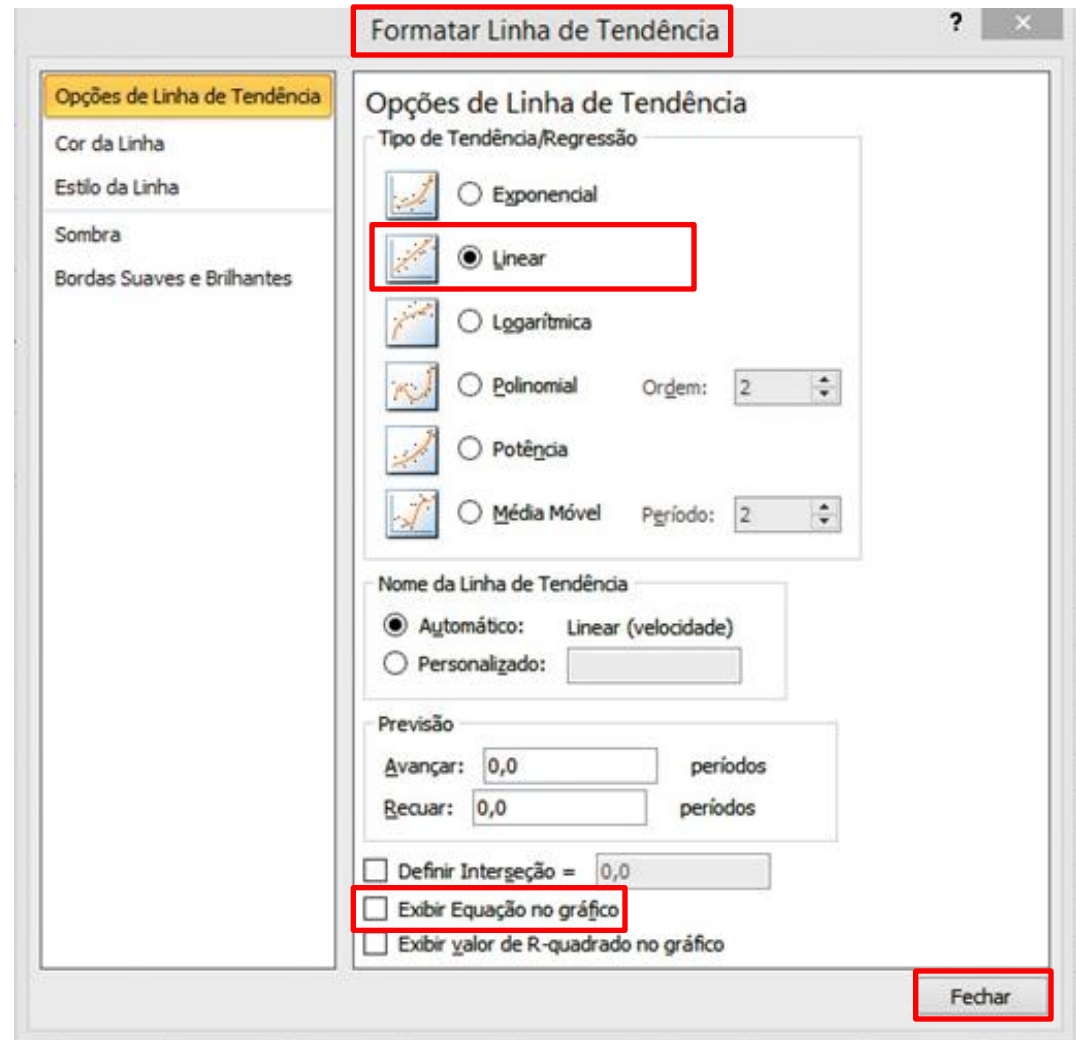 Formatar Linha de Tendência
?
×
Opções de Linha de Tendência
Cor da Linha
Estilo da Linha
Sombra
Bordas Suaves e Brilhantes
Opções de Linha de Tendência
Tipo de Tendência/Regressão
Exponencial
Linear
Logarítmica
Polinomial Ordem: 2
Potência
Média Móvel Período: 2
Nome da Linha de Tendência
Automático: Linear (velocidade)
Personalizado:
Previsão
Avançar: 0,0 períodos
Recuar: 0,0 períodos
Definir Interseção = 0,0
Exibir Equação no gráfico
Exibir valor de R-quadrado no gráfico
Fechar